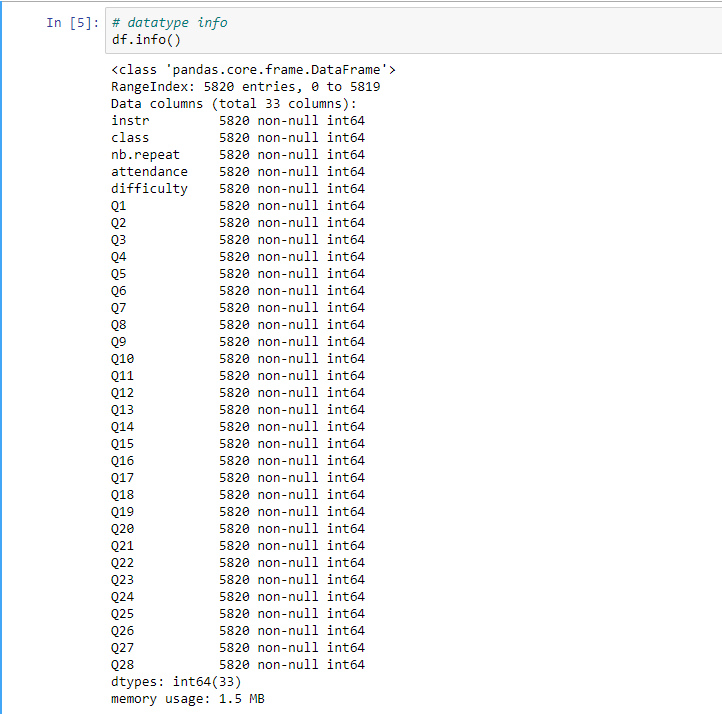 In [5]: # datatype info
df.info()
<class 'pandas.core.frame.DataFrame'>
RangeIndex: 5820 entries, 0 to 5819
Data columns (total 33 columns):
instr         5820 non-null int64
class         5820 non-null int64
nb.repeat     5820 non-null int64
attendance    5820 non-null int64
difficulty    5820 non-null int64
Q1            5820 non-null int64
Q2            5820 non-null int64
Q3            5820 non-null int64
Q4            5820 non-null int64
Q5            5820 non-null int64
Q6            5820 non-null int64
Q7            5820 non-null int64
Q8            5820 non-null int64
Q9            5820 non-null int64
Q10           5820 non-null int64
Q11           5820 non-null int64
Q12           5820 non-null int64
Q13           5820 non-null int64
Q14           5820 non-null int64
Q15           5820 non-null int64
Q16           5820 non-null int64
Q17           5820 non-null int64
Q18           5820 non-null int64
Q19           5820 non-null int64
Q20           5820 non-null int64
Q21           5820 non-null int64
Q22           5820 non-null int64
Q23           5820 non-null int64
Q24           5820 non-null int64
Q25           5820 non-null int64
Q26           5820 non-null int64
Q27           5820 non-null int64
Q28           5820 non-null int64
dtypes: int64(33)
memory usage: 1.5 MB